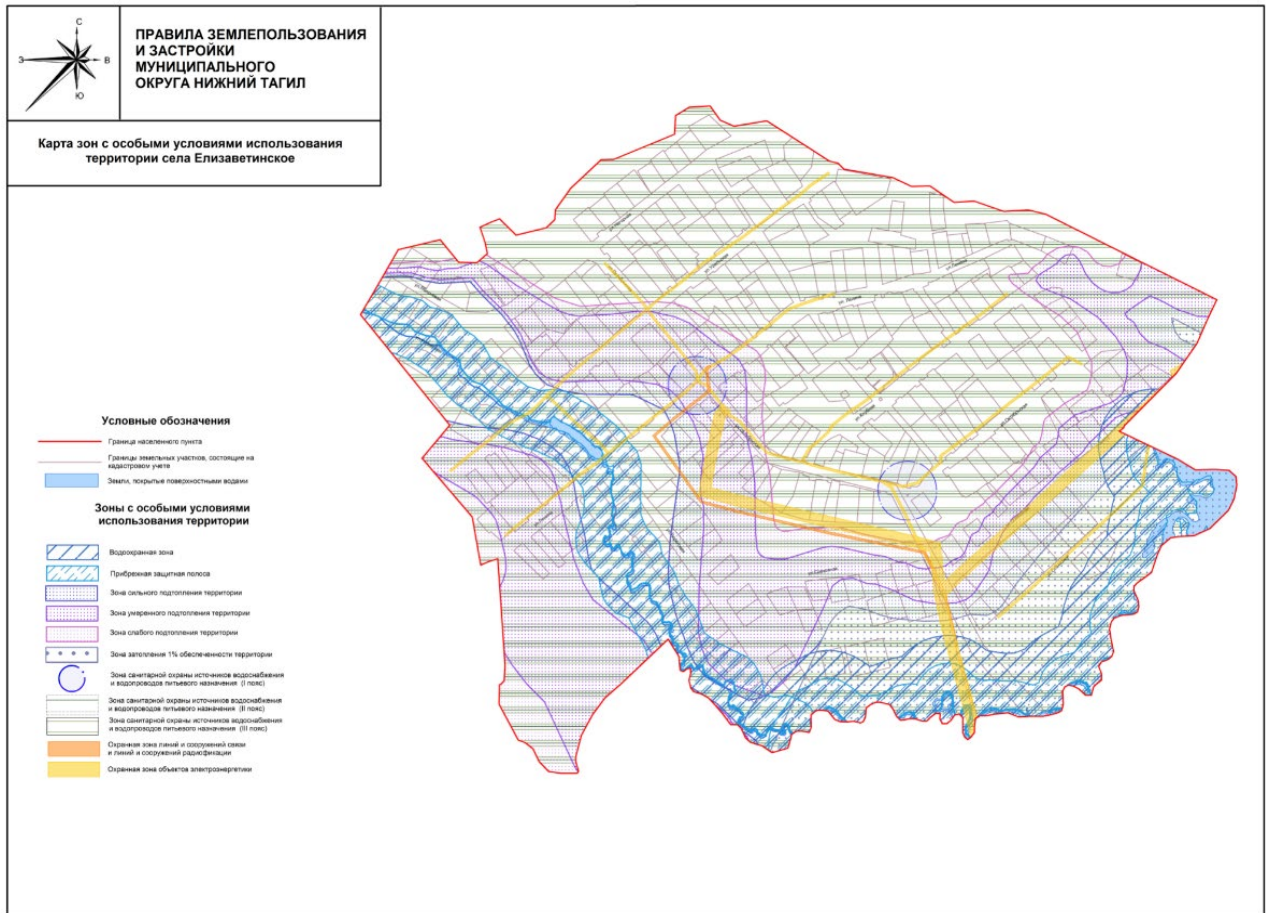 С
З
В
Ю
ПРАВИЛА ЗЕМЛЕПОЛЬЗОВАНИЯ
И ЗАСТРОЙКИ
МУНИЦИПАЛЬНОГО
ОКРУГА НИЖНИЙ ТАГИЛ
Карта зон с особыми условиями использования
территории села Елизаветинское
Условные обозначения
Граница населенного пункта
Границы земельных участков, состоящие на
кадастровом учете
Земли, покрытые поверхностными водами
Зоны с особыми условиями
использования территории
Водоохранная зона
Прибрежная защитная полоса
Зона сильного подтопления территории
Зона умеренного подтопления территории
Зона слабого подтопления территории
Зона затопления 1% обеспеченности территории
Зона санитарной охраны источников водоснабжения
и водопроводов питьевого назначения (I пояс)
Зона санитарной охраны источников водоснабжения
и водопроводов питьевого назначения (II пояс)
Зона санитарной охраны источников водоснабжения
и водопроводов питьевого назначения (III пояс)
Охранная зона линий и сооружений связи
и линий и сооружений радиофикации
Охранная зона объектов электроэнергетики
ул. Ленина